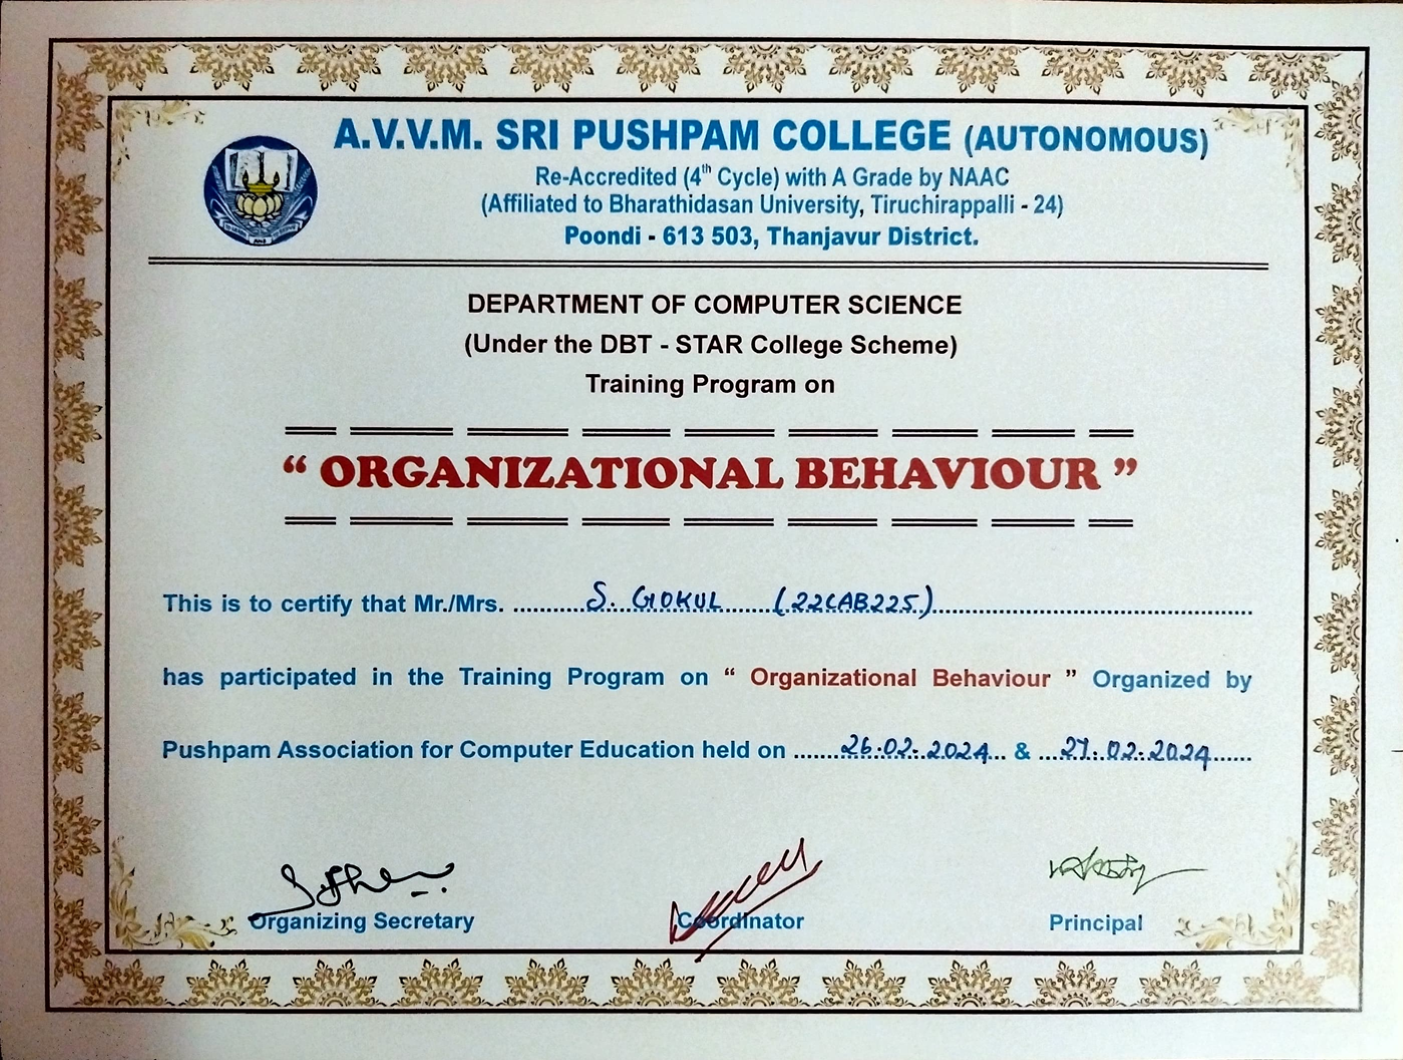 A.V.V.M. SRI PUSHPAM COLLEGE (AUTONOMOUS)
Re-Accredited (4th Cycle) with A Grade by NAAC
(Affiliated to Bharathidasan University, Tiruchirappalli - 24)
Poondi - 613 503, Thanjavur District.
DEPARTMENT OF COMPUTER SCIENCE
(Under the DBT - STAR College Scheme)
Training Program on
“ ORGANIZATIONAL BEHAVIOUR ”
This is to certify that Mr./Mrs. S. GOKUL (22CAB225)
has participated in the Training Program on “ Organizational Behaviour ” Organized by
Pushpam Association for Computer Education held on 26.02.2024 & 27.02.2024
Organizing Secretary Coordinator Principal